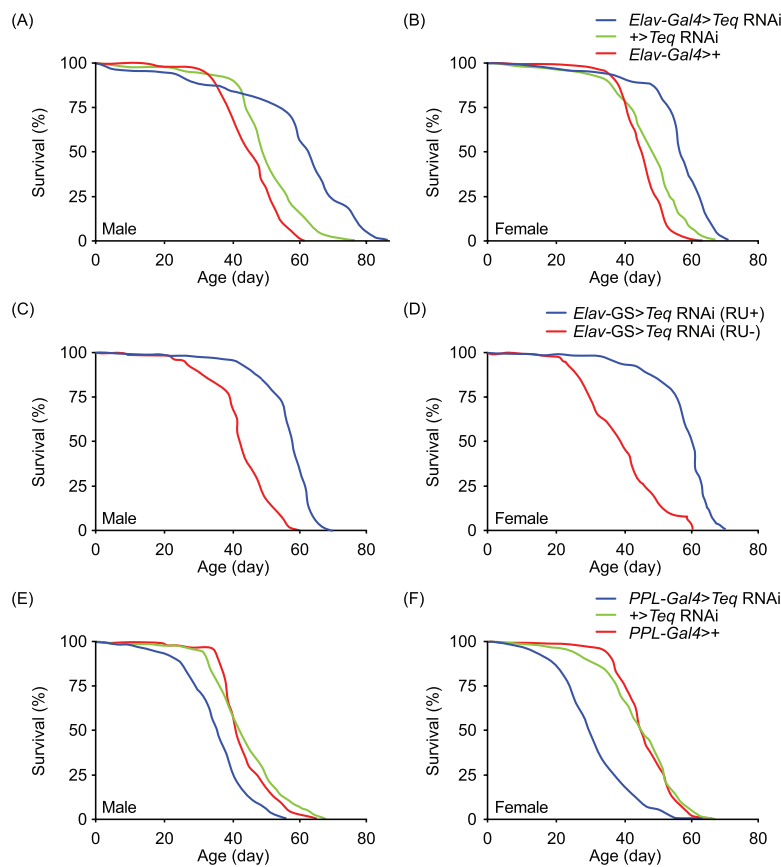 (A)
100
75
50
25
0
Survival (%)
Male
0 20 40 60 80
Age (day)
(B)
Elav-Gal4>Teq RNAi
+>Teq RNAi
Elav-Gal4>+
100
75
50
25
0
Survival (%)
Female
0 20 40 60 80
Age (day)
(C)
100
75
50
25
0
Survival (%)
Male
0 20 40 60 80
Age (day)
(D)
Elav-GS>Teq RNAi (RU+)
Elav-GS>Teq RNAi (RU-)
100
75
50
25
0
Survival (%)
Female
0 20 40 60 80
Age (day)
(E)
100
75
50
25
0
Survival (%)
Male
0 20 40 60 80
Age (day)
(F)
PPL-Gal4>Teq RNAi
+>Teq RNAi
PPL-Gal4>+
100
75
50
25
0
Survival (%)
Female
0 20 40 60 80
Age (day)